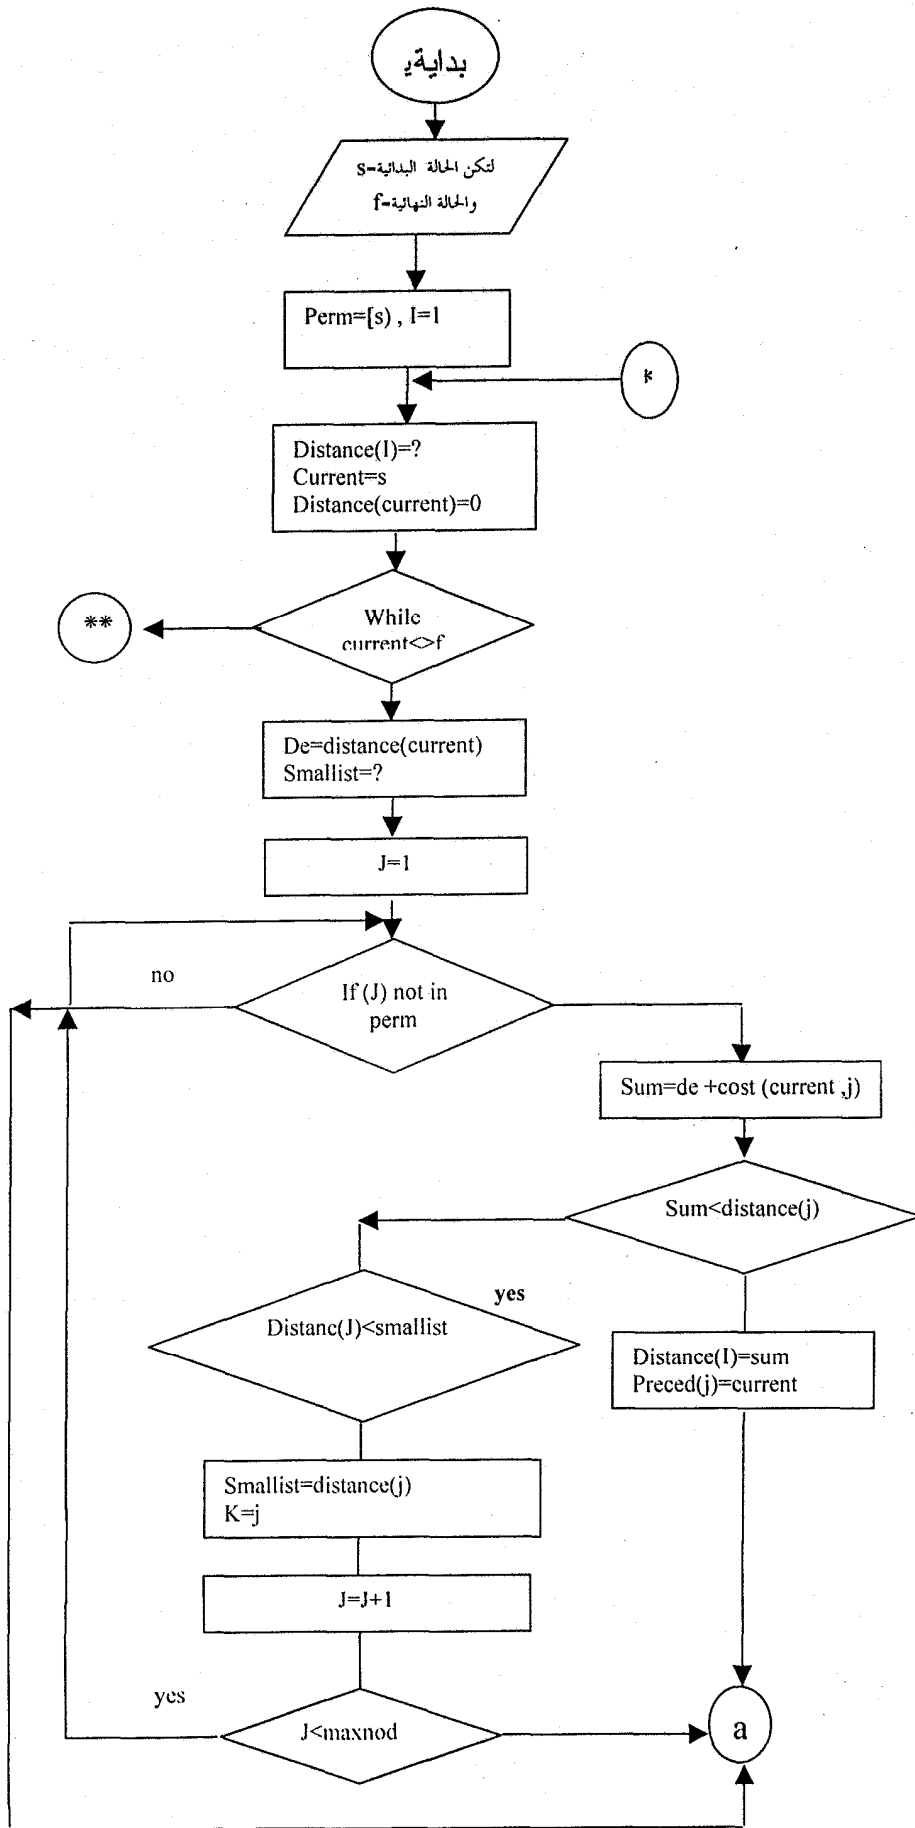 بدايةي
لتكن الحالة البدائية=s
والحالة النهائية=f
Perm=[s) , I=1
*
Distance(I)=?
Current=s
Distance(current)=0
While
current<>f
**
De=distance(current)
Smallist=?
J=1
no
If (J) not in
perm
Sum=de +cost (current ,j)
Sum<distance(j)
yes
Distanc(J)<smallist
Distance(I)=sum
Preced(j)=current
Smallist=distance(j)
K=j
J=J+1
yes
J<maxnod
a